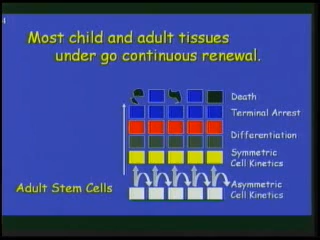 Most child and adult tissues
under go continuous renewal.
Death
Terminal Arrest
Differentiation
Symmetric
Cell Kinetics
Adult Stem Cells
Asymmetric
Cell Kinetics